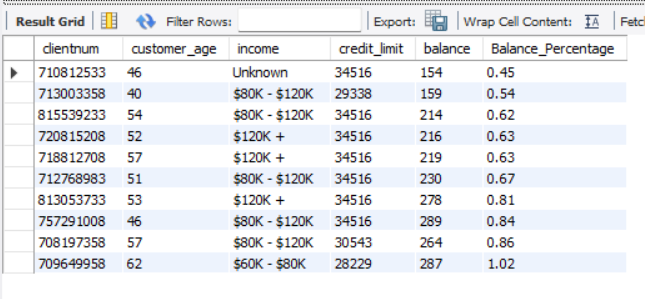 Result Grid Filter Rows: Export: Wrap Cell Content: Fetc
clientnum customer_age income credit_limit balance Balance_Percentage
710812533 46 Unknown 34516 154 0.45
713003358 40 $80K - $120K 29338 159 0.54
815539233 54 $80K - $120K 34516 214 0.62
720815208 52 $120K + 34516 216 0.63
718812708 57 $120K + 34516 219 0.63
712768983 51 $80K - $120K 34516 230 0.67
813053733 53 $120K + 34516 278 0.81
757291008 46 $80K - $120K 34516 289 0.84
708197358 57 $80K - $120K 30543 264 0.86
709649958 62 $60K - $80K 28229 287 1.02